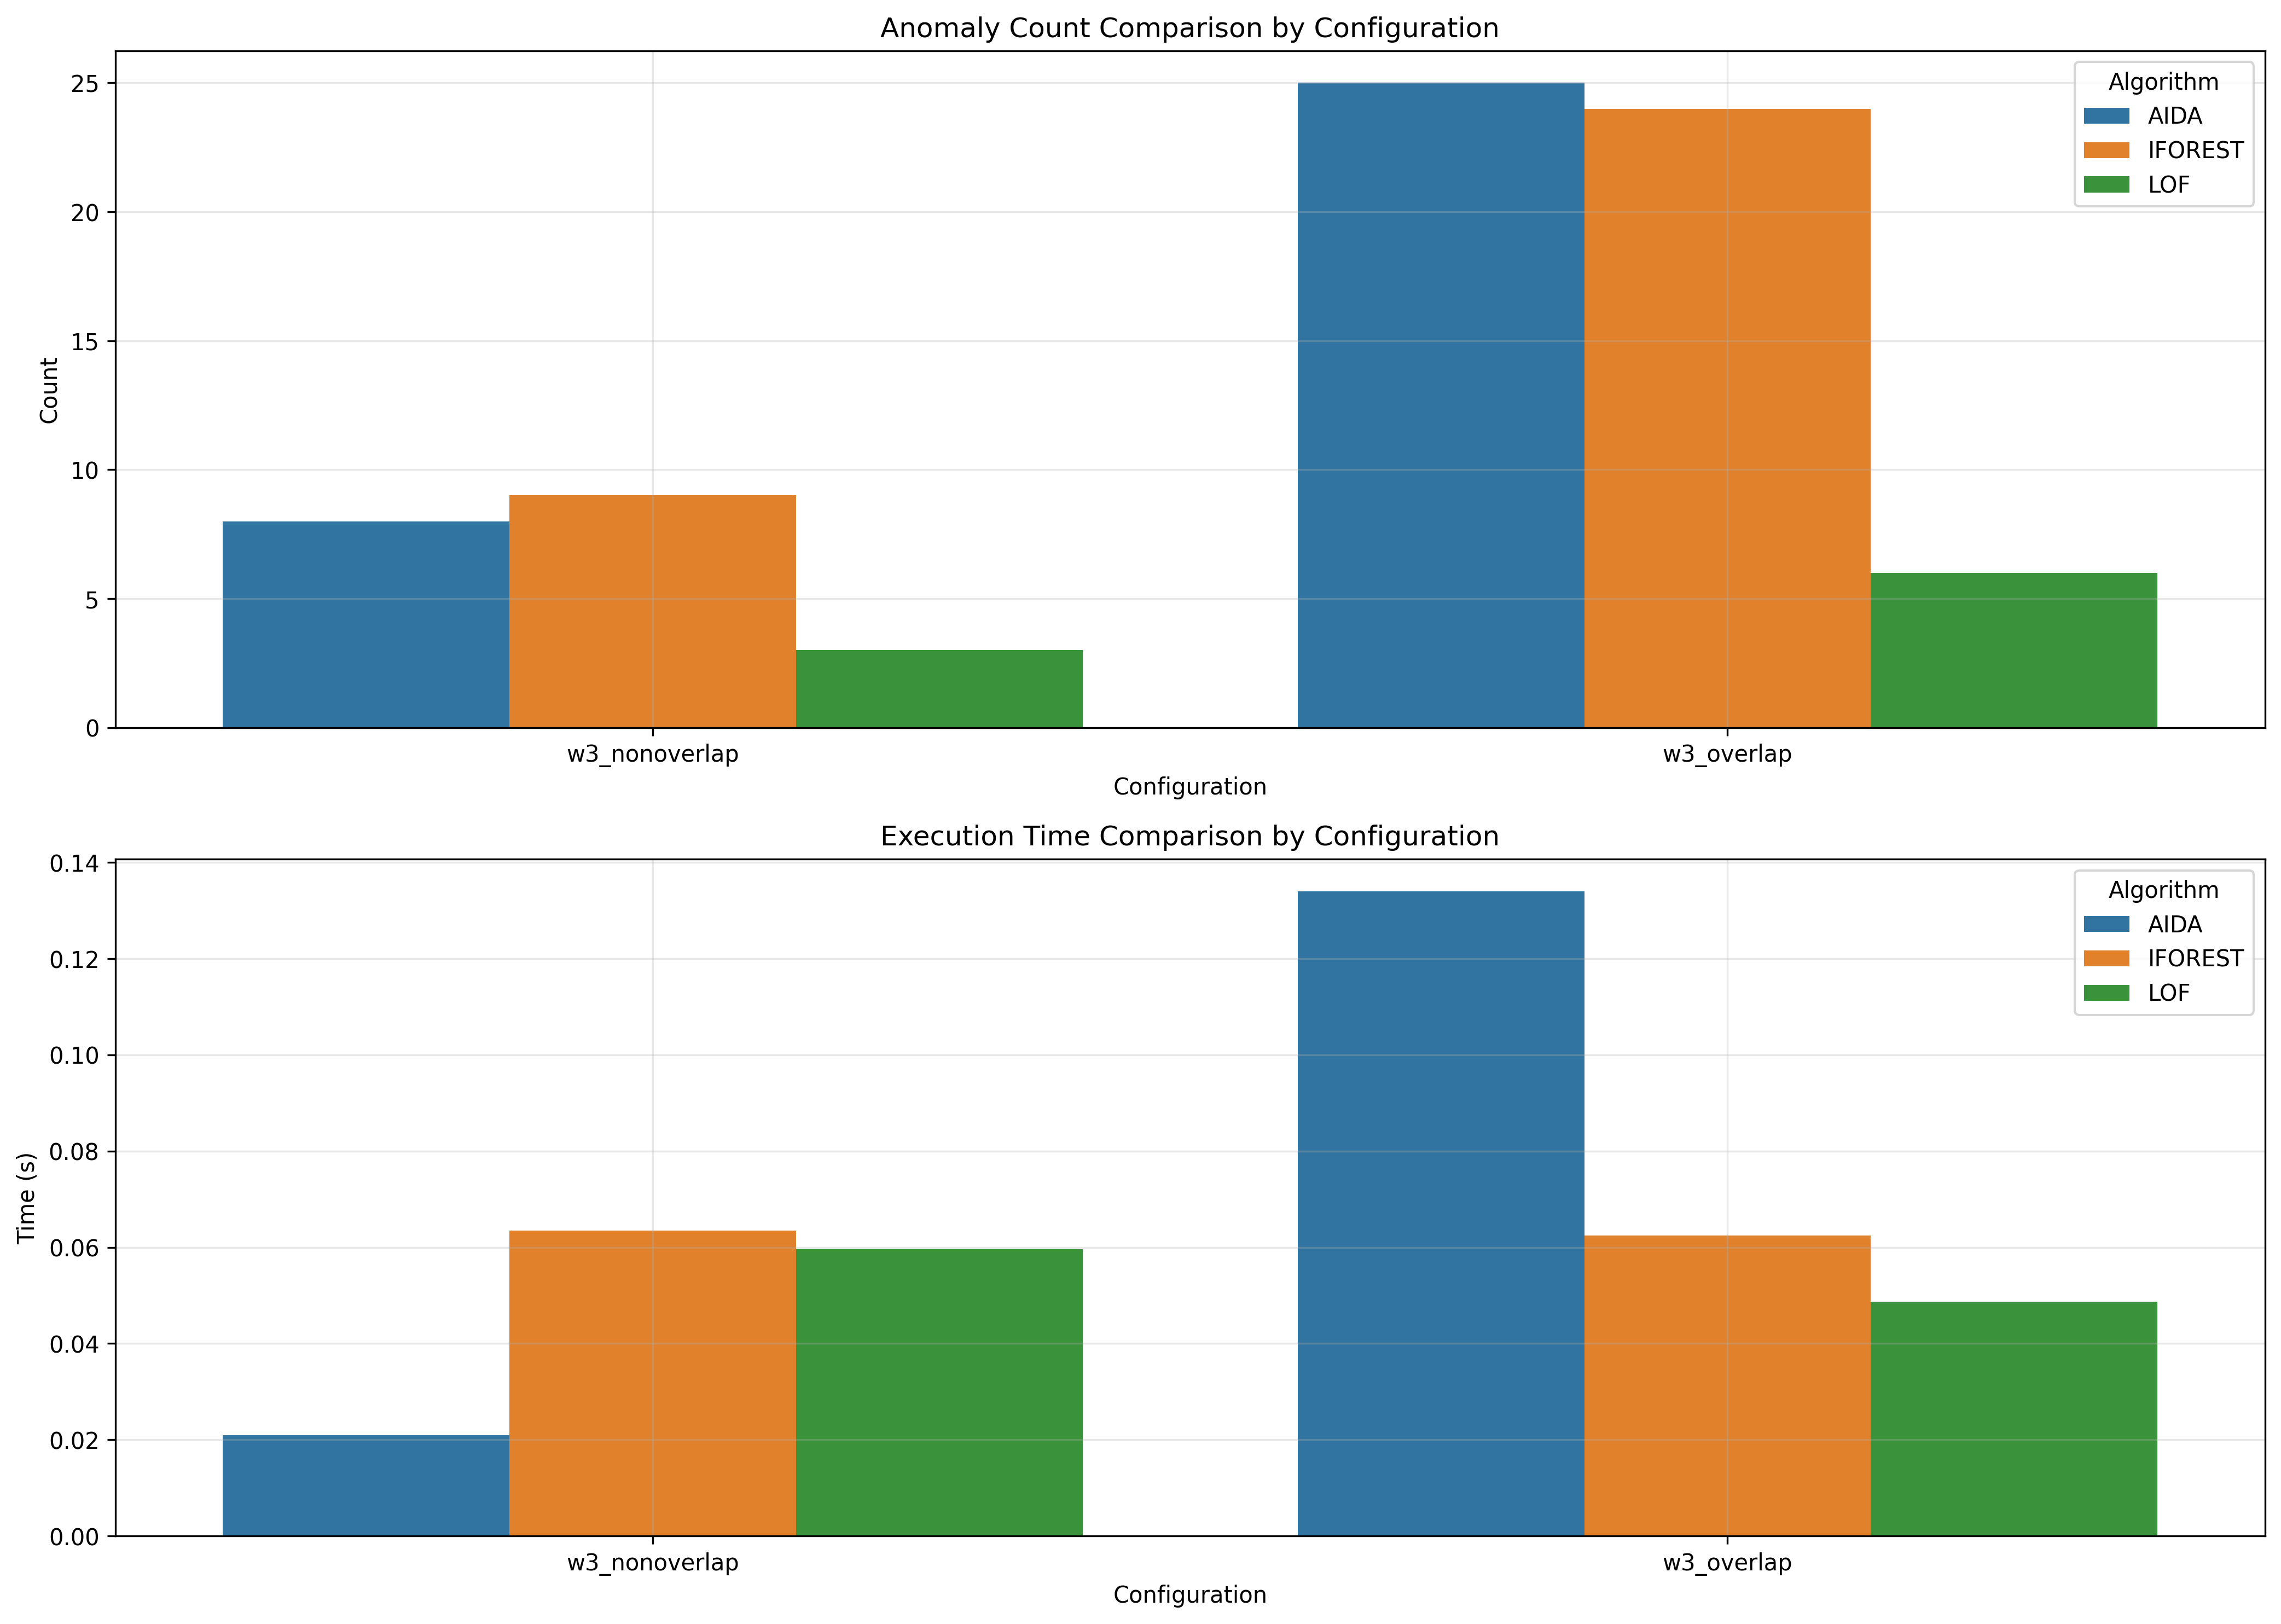 Anomaly Count Comparison by Configuration
25
20
15
10
5
0
Count
Algorithm
AIDA
IFOREST
LOF
w3_nonoverlap
w3_overlap
Configuration
Execution Time Comparison by Configuration
0.14
0.12
0.10
0.08
0.06
0.04
0.02
0.00
Time (s)
Algorithm
AIDA
IFOREST
LOF
w3_nonoverlap
w3_overlap
Configuration